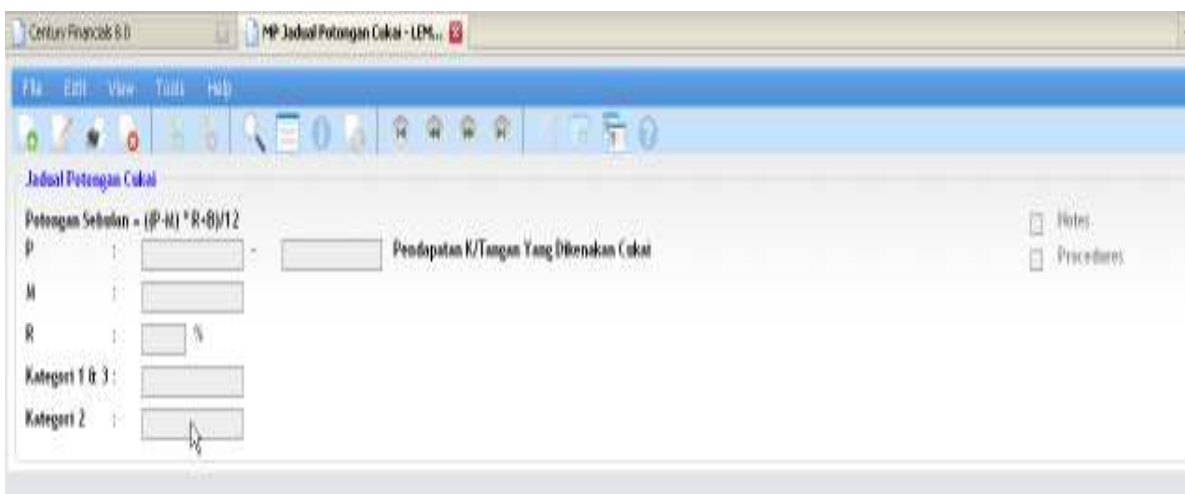 Century Financials 8.0
MP Jadual Potongan Cukai - LEM...
File Edit View Tools Help
Jadual Potongan Cukai
Potongan Sebulan = ((P-M) * R+B)/12
P : - Pendapatan K/Tangan Yang Dikenakan Cukai
M :
R : %
Kategori 1 & 3 :
Kategori 2 :
Notes
Procedures